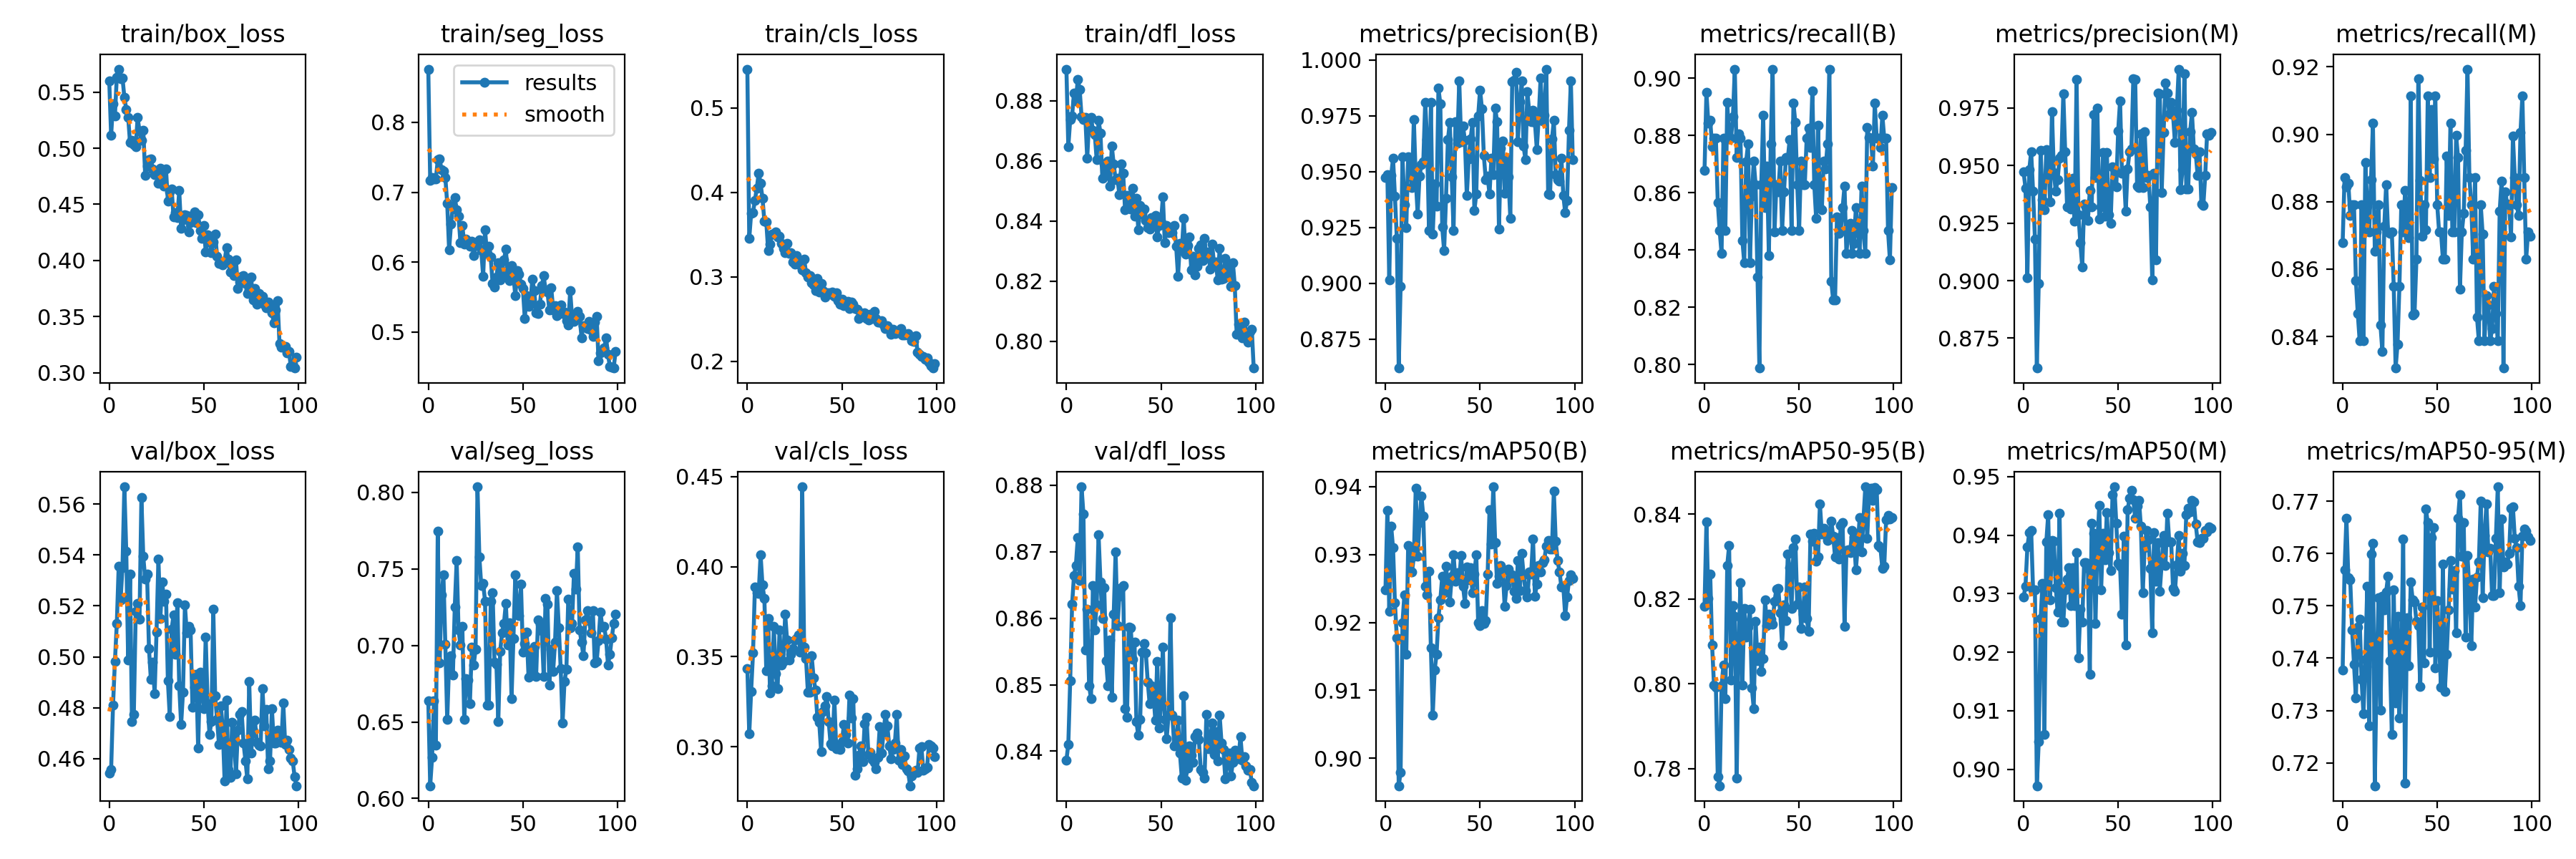 train/box_loss
0.55
0.50
0.45
0.40
0.35
0.30
0 50 100
train/seg_loss
results
smooth
0.8
0.7
0.6
0.5
0 50 100
train/cls_loss
0.5
0.4
0.3
0.2
0 50 100
train/dfl_loss
0.88
0.86
0.84
0.82
0.80
0 50 100
metrics/precision(B)
1.000
0.975
0.950
0.925
0.900
0.875
0 50 100
metrics/recall(B)
0.90
0.88
0.86
0.84
0.82
0.80
0 50 100
metrics/precision(M)
0.975
0.950
0.925
0.900
0.875
0 50 100
metrics/recall(M)
0.92
0.90
0.88
0.86
0.84
0 50 100
val/box_loss
0.56
0.54
0.52
0.50
0.48
0.46
0 50 100
val/seg_loss
0.80
0.75
0.70
0.65
0.60
0 50 100
val/cls_loss
0.45
0.40
0.35
0.30
0 50 100
val/dfl_loss
0.88
0.87
0.86
0.85
0.84
0 50 100
metrics/mAP50(B)
0.94
0.93
0.92
0.91
0.90
0 50 100
metrics/mAP50-95(B)
0.84
0.82
0.80
0.78
0 50 100
metrics/mAP50(M)
0.95
0.94
0.93
0.92
0.91
0.90
0 50 100
metrics/mAP50-95(M)
0.77
0.76
0.75
0.74
0.73
0.72
0 50 100